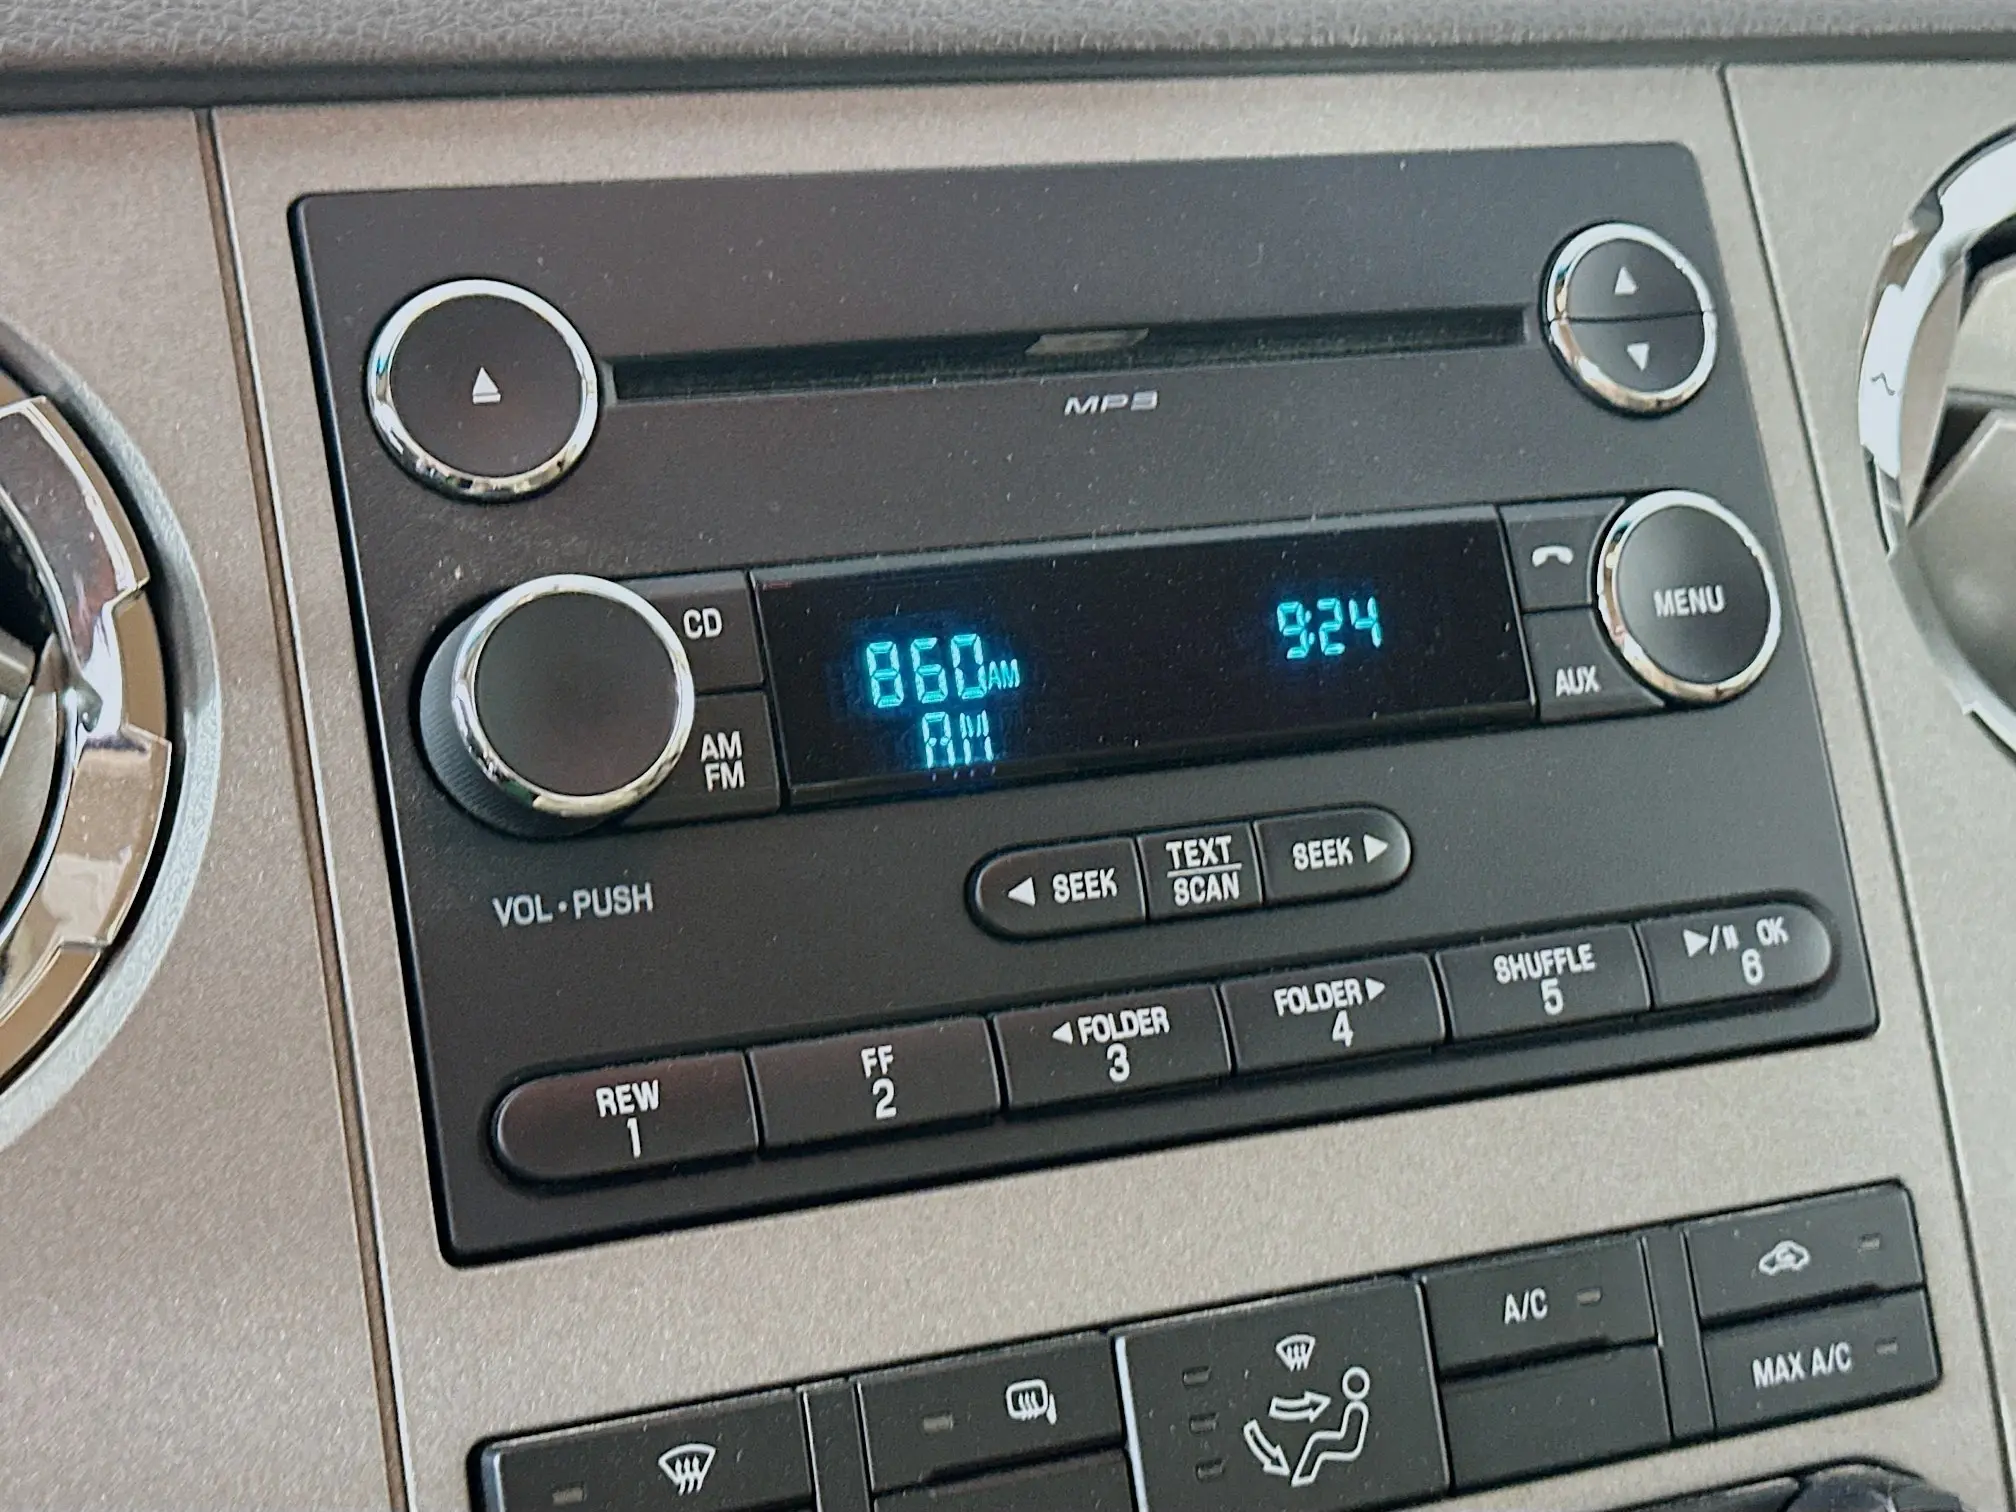 MP3
CD
860AM
9:24
MENU
AM
FM
AM
AUX
VOL•PUSH
◀ SEEK
TEXT
SCAN
SEEK ▶
REW
1
FF
2
◀ FOLDER
3
FOLDER ▶
4
SHUFFLE
5
▶/II OK
6
A/C
MAX A/C